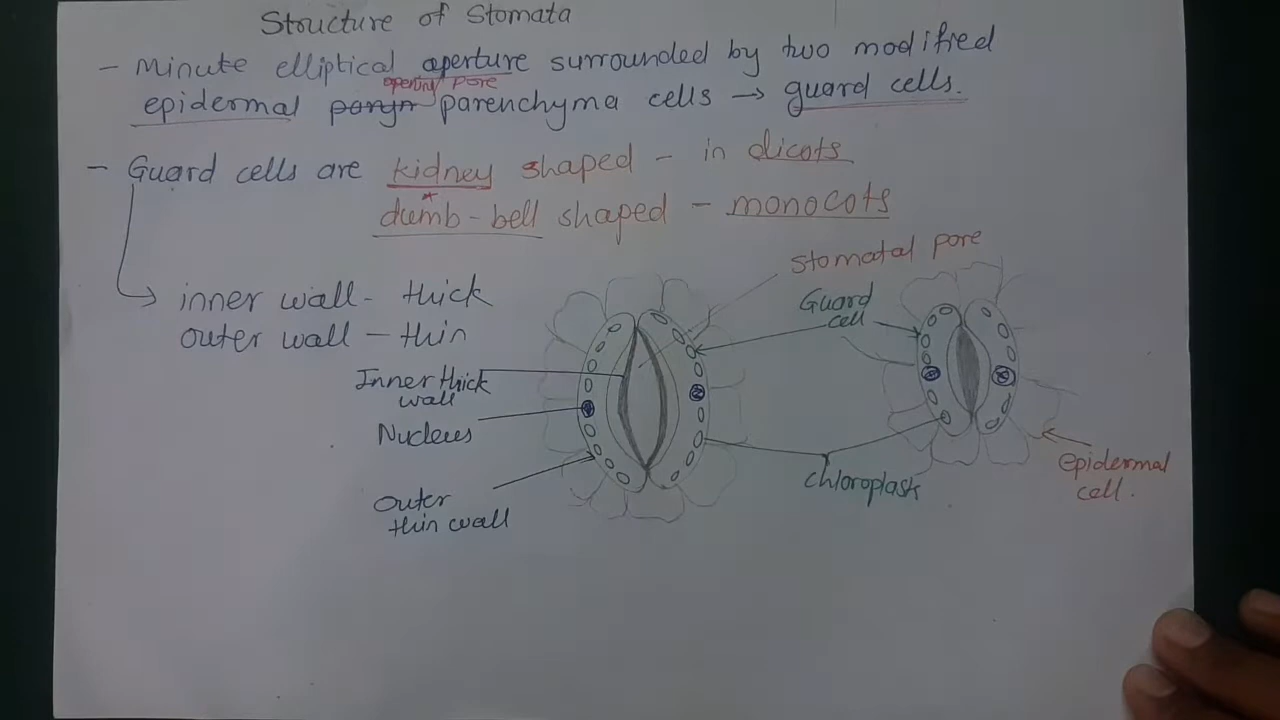 Structure of Stomata
- Minute elliptical aperture surrounded by two modified
opening pore
epidermal parenchyma cells → guard cells.
- Guard cells are kidney shaped - in dicots
dumb-bell shaped - monocots
stomatal pore
inner wall - thick
outer wall - thin
Guard
cell
Inner thick
wall
Nucleus
Outer
thin wall
chloroplast
epidermal
cell.